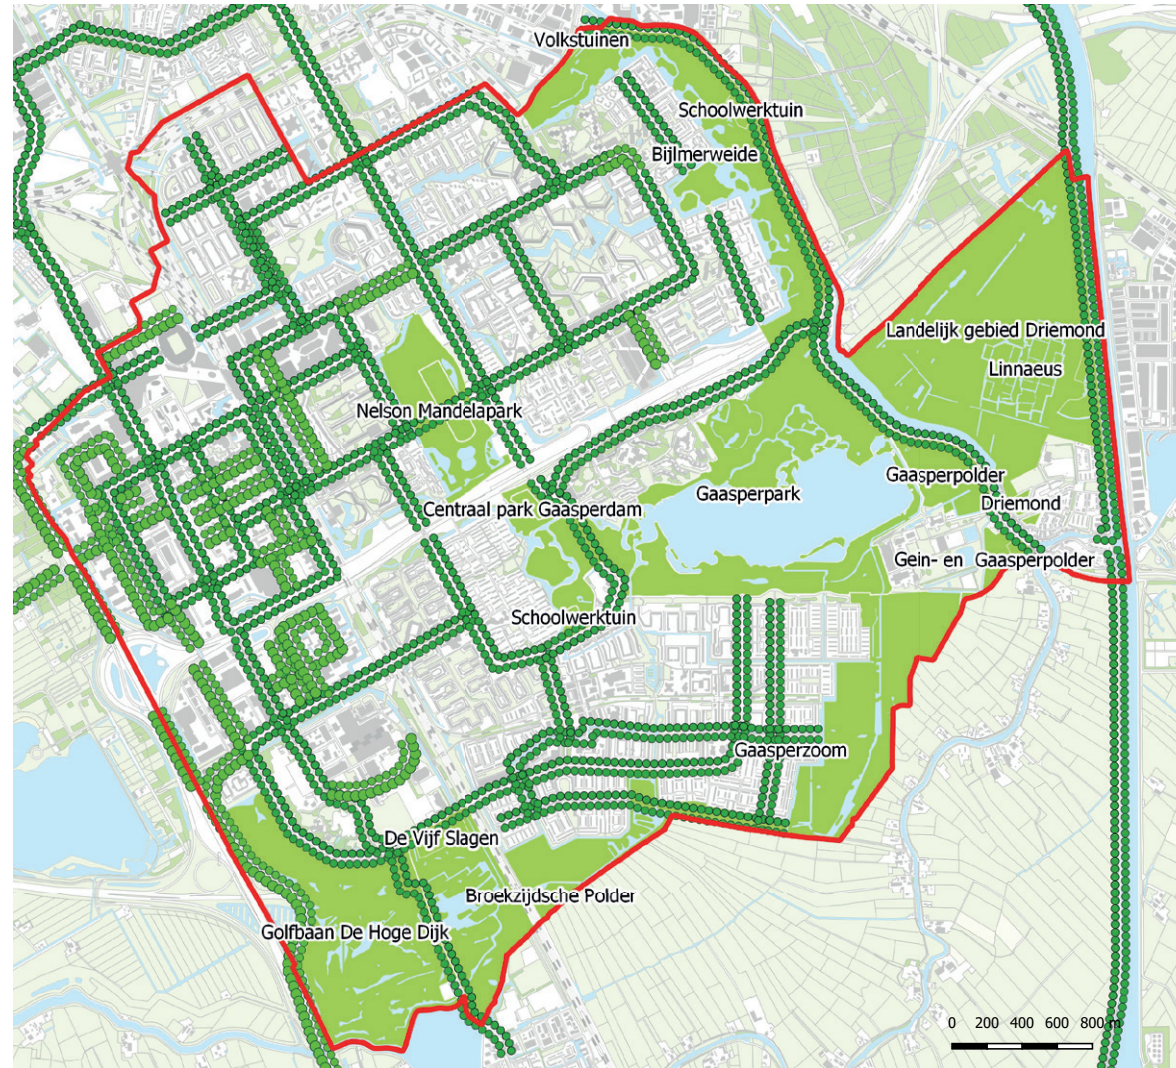 Volkstuinen
Schoolwerktuin
Bijlmerweide
Landelijk gebied Driemond
Linnaeus
Nelson Mandelapark
Gaasperpolder
Gaasperpark
Centraal park Gaasperdam
Driemond
Gein- en Gaasperpolder
Schoolwerktuin
Gaasperzoom
De Vijf Slagen
Broekzijdsche Polder
Golfbaan De Hoge Dijk
0 200 400 600 800 m